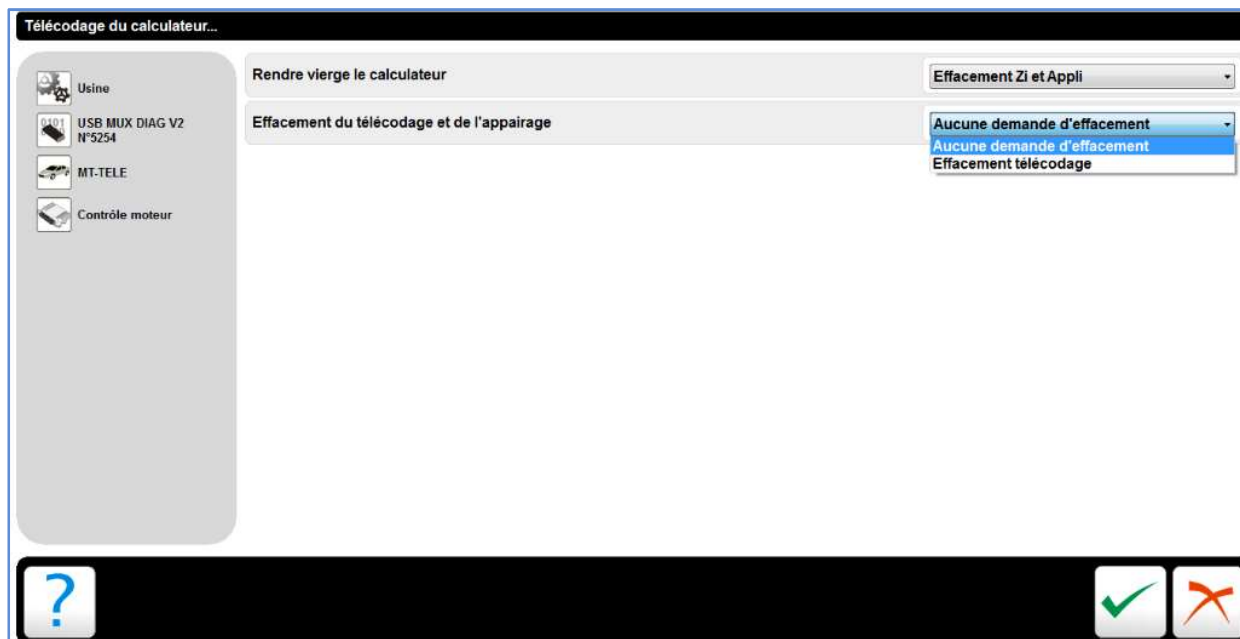 Télécodage du calculateur...
Usine
0101
USB MUX DIAG V2
N°5254
MT-TELE
Contrôle moteur
Rendre vierge le calculateur
Effacement Zi et Appli
Effacement du télécodage et de l'appairage
Aucune demande d'effacement
Aucune demande d'effacement
Effacement télécodage
?